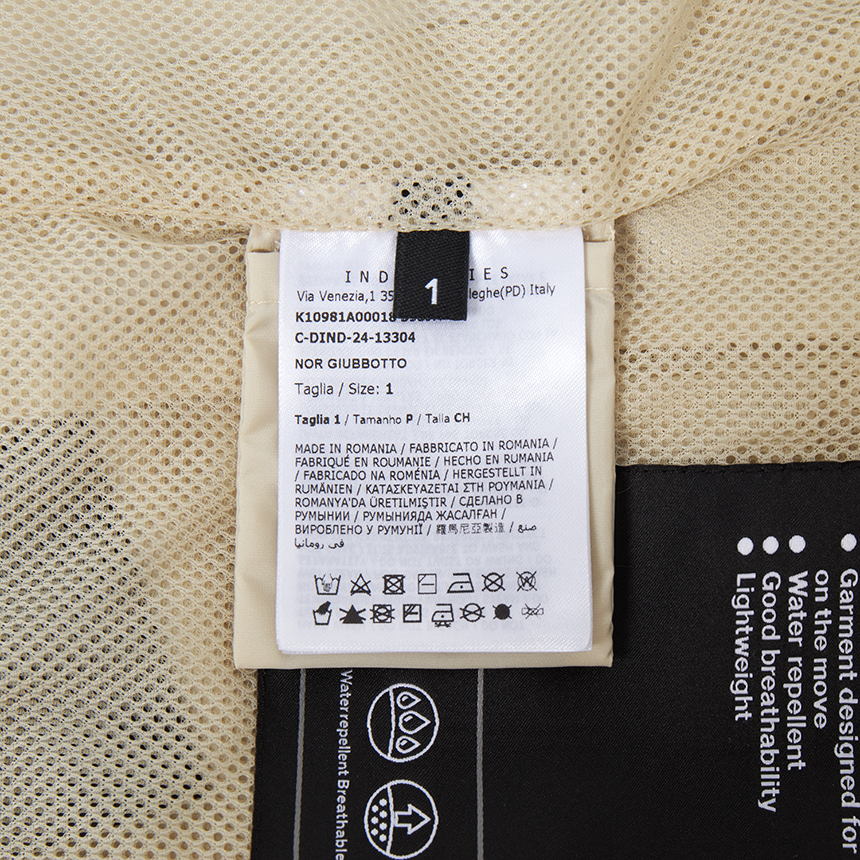 IND IES
1
Via Venezia,1 35 leghe(PD) Italy
K10981A00018
C-DIND-24-13304
NOR GIUBBOTTO
Taglia / Size: 1
Taglia 1 / Tamanho P / Talla CH
MADE IN ROMANIA / FABBRICATO IN ROMANIA /
FABRIQUÉ EN ROUMANIE / HECHO EN RUMANIA
/ FABRICADO NA ROMÉNIA / HERGESTELLT IN
RUMÄNIEN / ΚΑΤΑΣΚΕΥΑΖΕΤΑΙ ΣΤΗ ΡΟΥΜΑΝΙΑ /
ROMANYA'DA ÜRETILMIŞTIR / СДЕЛАНО В
РУМЫНИИ / РУМЫНИЯДА ЖАСАЛҒАН /
ВИРОБЛЕНО У РУМУНІЇ / 羅馬尼亞製造 / صنع
في رومانيا
Garment designed for
on the move
Water repellent
Good breathability
Lightweight
Waterrepellent Breathable